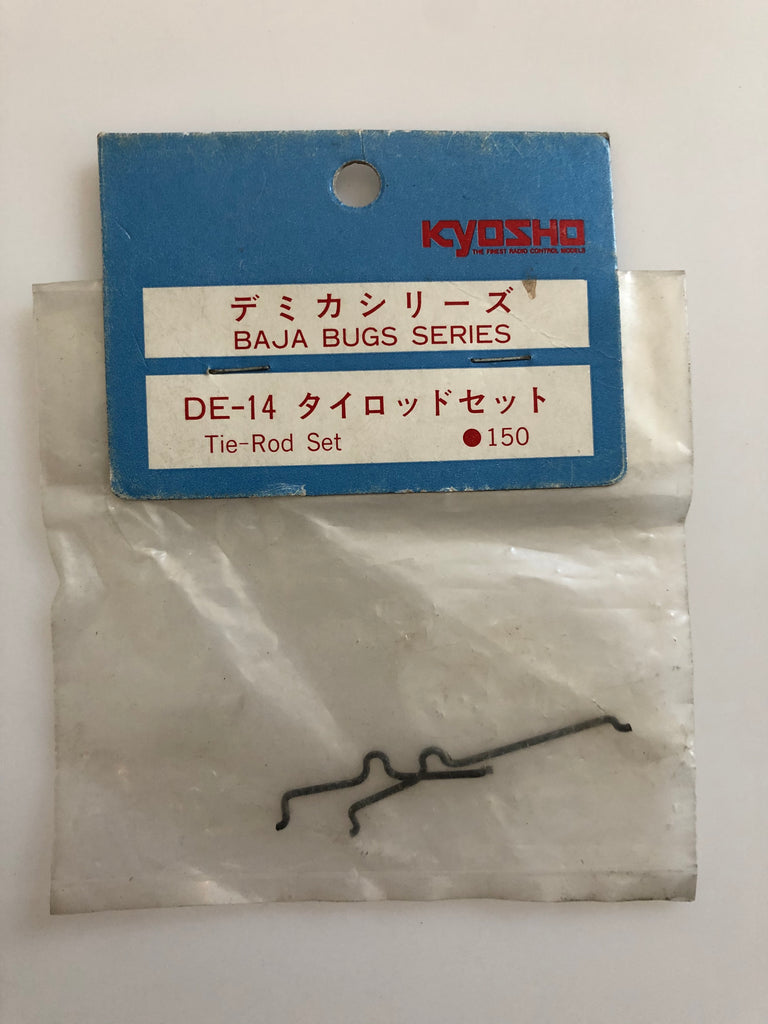 KYOSHO
THE FINEST RADIO CONTROL MODELS
デミカシリーズ
BAJA BUGS SERIES
DE-14 タイロッドセット
Tie-Rod Set ●150